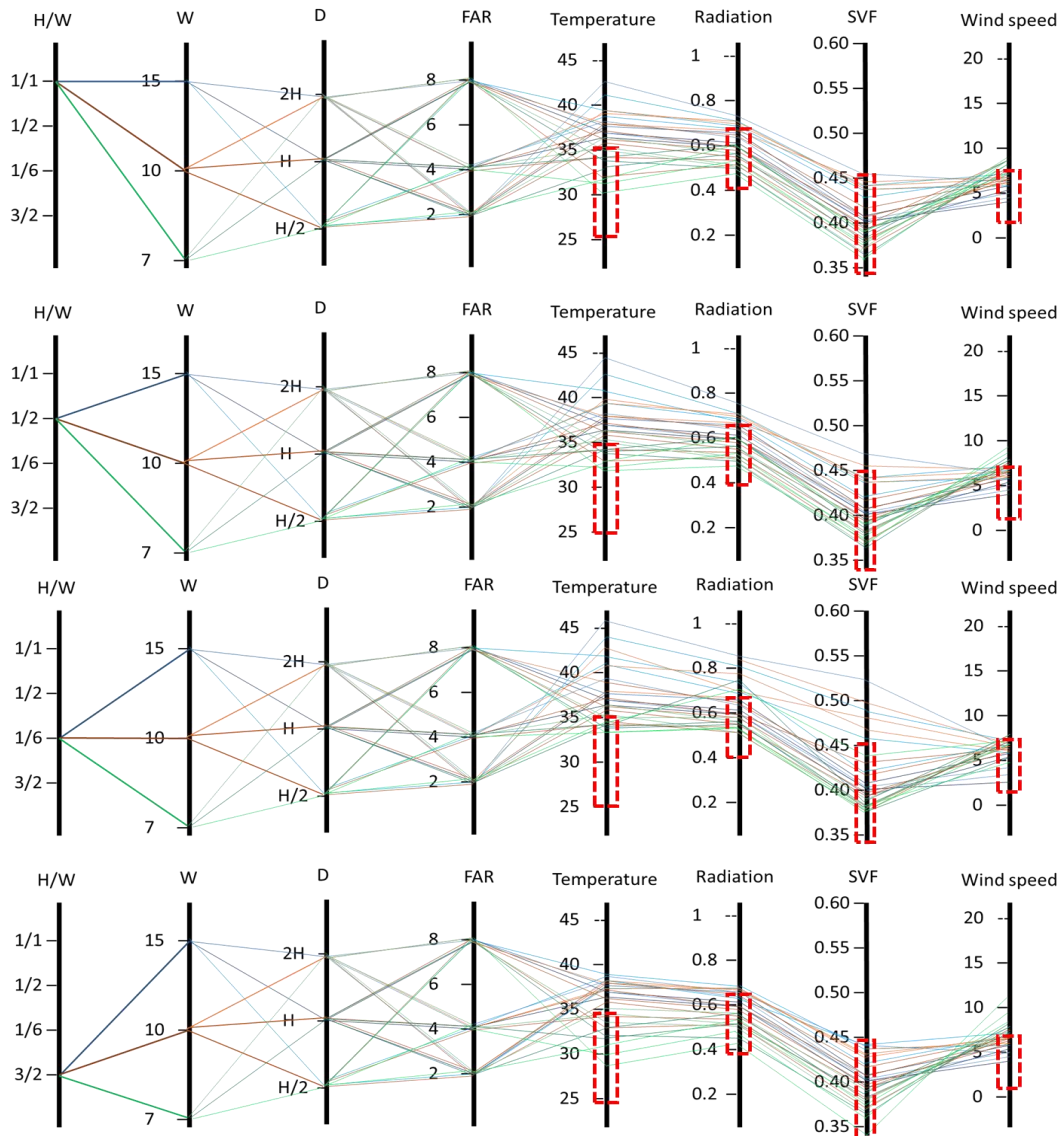 H/W W D FAR Temperature Radiation SVF Wind speed
1/1 15 2H 8 45 1 0.60 20
1/2 10 H 6 40 0.8 0.55 15
1/6 7 H/2 4 35 0.6 0.50 10
3/2 2 30 0.4 0.45 5
25 0.2 0.40 0
0.35
H/W W D FAR Temperature Radiation SVF Wind speed
1/1 15 2H 8 45 1 0.60 20
1/2 10 H 6 40 0.8 0.55 15
1/6 7 H/2 4 35 0.6 0.50 10
3/2 2 30 0.4 0.45 5
25 0.2 0.40 0
0.35
H/W W D FAR Temperature Radiation SVF Wind speed
1/1 15 2H 8 45 1 0.60 20
1/2 10 H 6 40 0.8 0.55 15
1/6 7 H/2 4 35 0.6 0.50 10
3/2 2 30 0.4 0.45 5
25 0.2 0.40 0
0.35
H/W W D FAR Temperature Radiation SVF Wind speed
1/1 15 2H 8 45 1 0.60 20
1/2 10 H 6 40 0.8 0.55 15
1/6 7 H/2 4 35 0.6 0.50 10
3/2 2 30 0.4 0.45 5
25 0.2 0.40 0
0.35